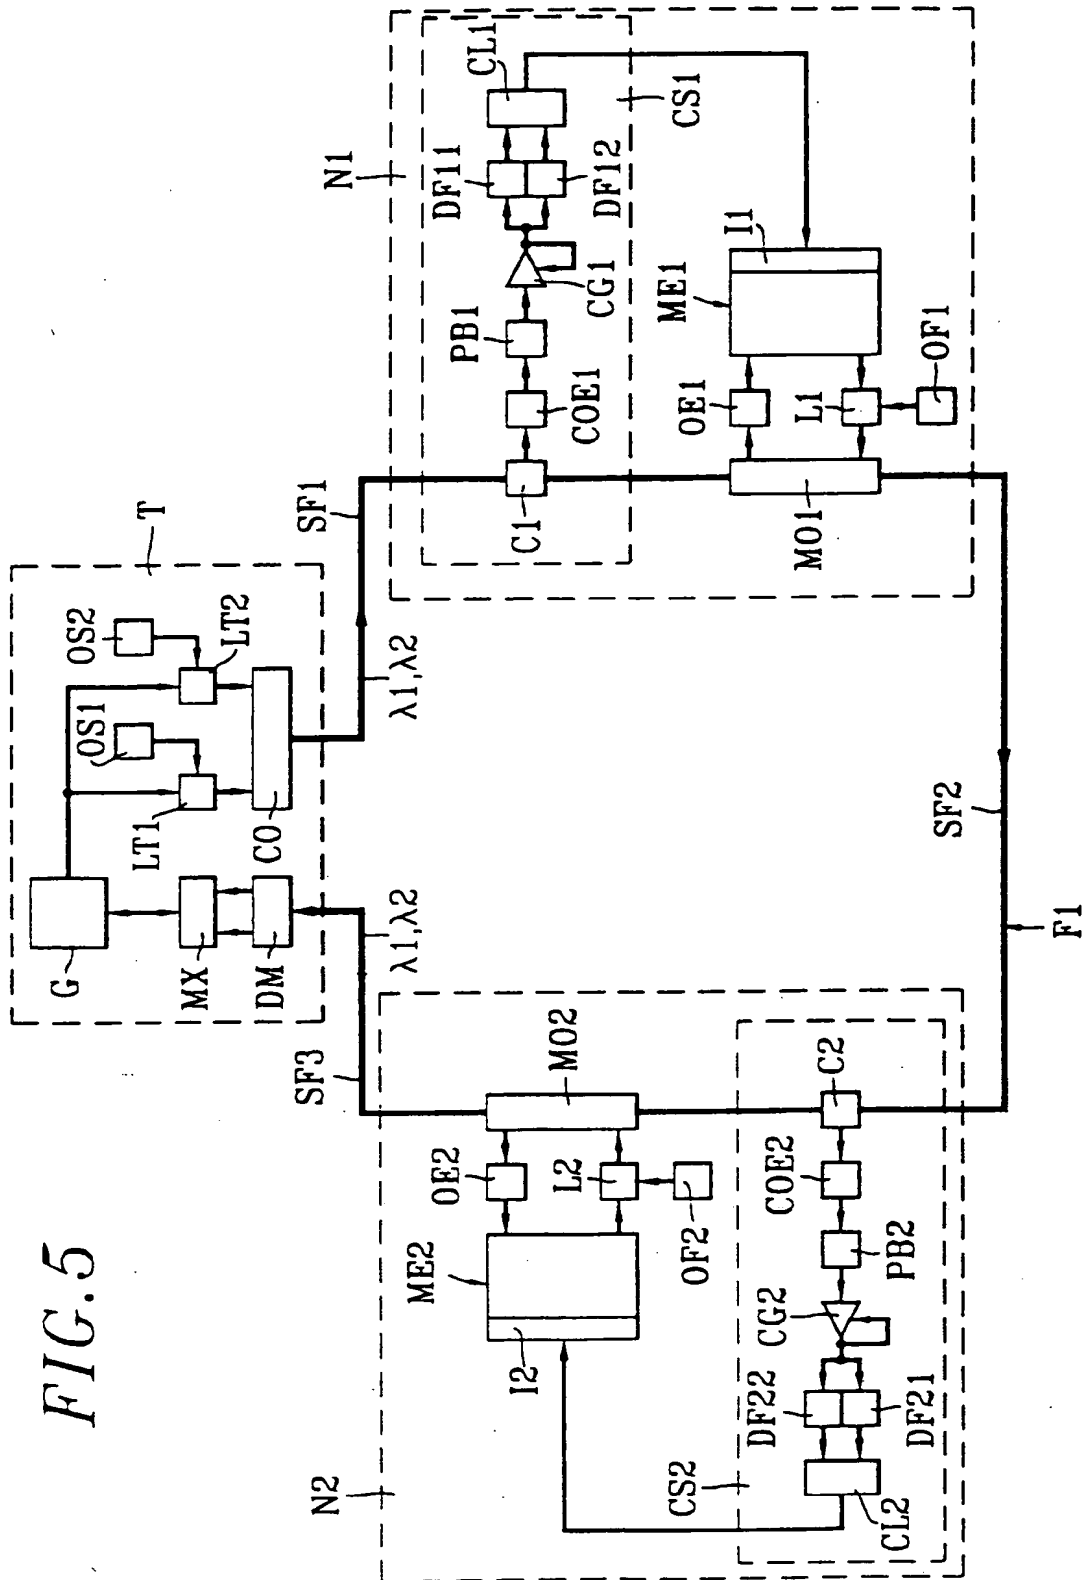 FIG.5
T
OS2
LT2
OS1
LT1
CO
G
MX
DM
λ1,λ2
λ1,λ2
SF1
SF3
SF2
F1
N1
CL1
CS1
DF11
DF12
CG1
PB1
COE1
C1
ME1
I1
OE1
L1
OF1
MO1
N2
MO2
OE2
L2
ME2
OF2
I2
C2
COE2
PB2
CG2
DF22
DF21
CS2
CL2